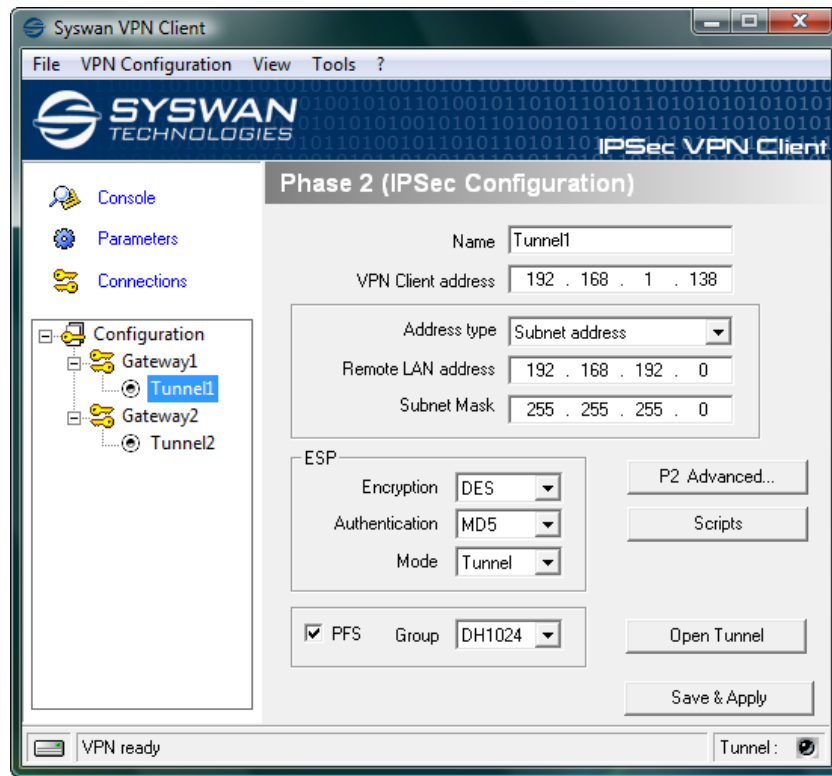 Syswan VPN Client
File VPN Configuration View Tools ?
SYSWAN
TECHNOLOGIES
IPSec VPN Client
Console
Parameters
Connections
Configuration
Gateway1
Tunnel1
Gateway2
Tunnel2
Phase 2 (IPSec Configuration)
Name Tunnel1
VPN Client address 192 . 168 . 1 . 138
Address type Subnet address
Remote LAN address 192 . 168 . 192 . 0
Subnet Mask 255 . 255 . 255 . 0
ESP
Encryption DES
Authentication MD5
Mode Tunnel
P2 Advanced...
Scripts
PFS Group DH1024
Open Tunnel
Save & Apply
VPN ready
Tunnel :